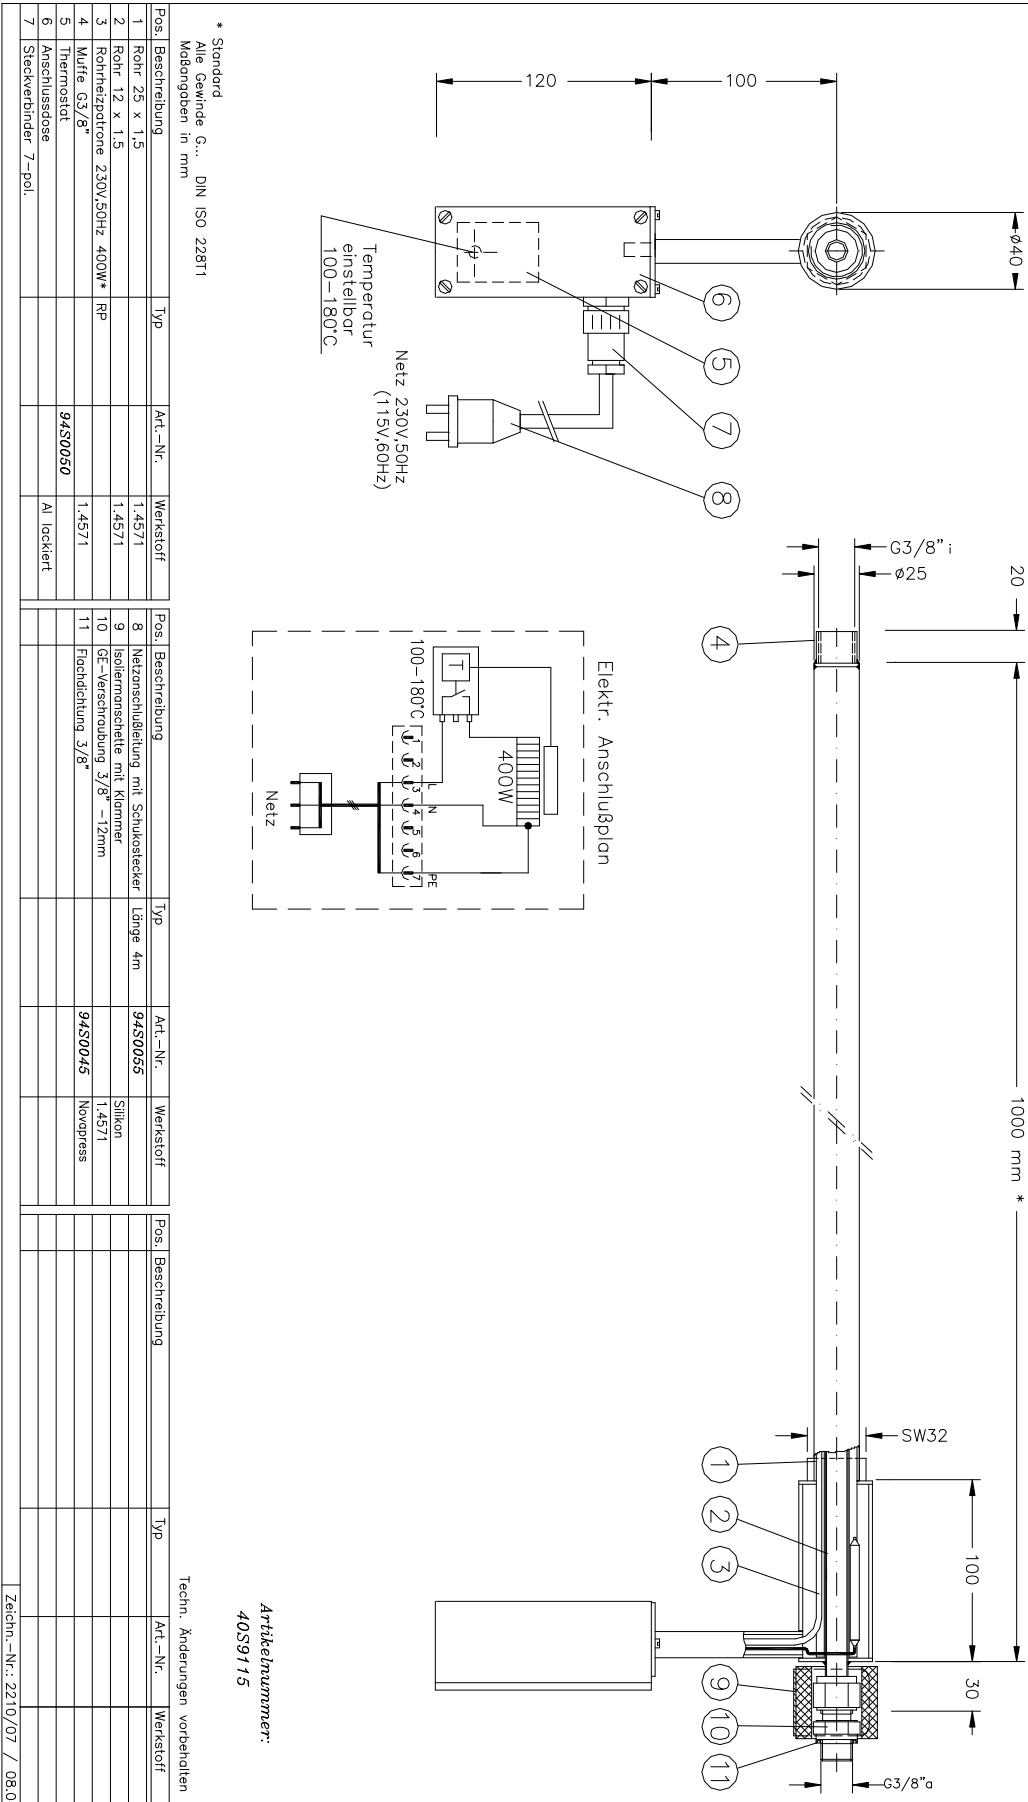 ø40
100
120
Temperatur
einstellbar
100-180°C
Netz 230V,50Hz
(115V,60Hz)
6
5
7
8
20
1000 mm *
100
30
G3/8" i
ø25
SW32
G3/8"a
4
1
2
3
9
10
11
Elektr. Anschlußplan
T
100-180°C
400W
1 2 3 4 5 6 7
L N PE
Netz
Artikelnummer:
40S9115
* Standard
Alle Gewinde G... DIN ISO 228T1
Maßangaben in mm
Techn. Änderungen vorbehalten
Pos. Beschreibung Typ Art.-Nr. Werkstoff
1 Rohr 25 x 1,5 1.4571
2 Rohr 12 x 1.5 1.4571
3 Rohrheizpatrone 230V,50Hz 400W* RP
4 Muffe G3/8" 1.4571
5 Thermostat 94S0050
6 Anschlussdose Al lackiert
7 Steckverbinder 7-pol.
Pos. Beschreibung Typ Art.-Nr. Werkstoff
8 Netzanschlußleitung mit Schukostecker Länge 4m 94S0055
9 Isoliermanschette mit Klammer Silikon
10 GE-Verschraubung 3/8" -12mm 1.4571
11 Flachdichtung 3/8" 94S0045 Novapress
Pos. Beschreibung Typ Art.-Nr. Werkstoff
Zeichn.-Nr.: 2210/07 / 08.0